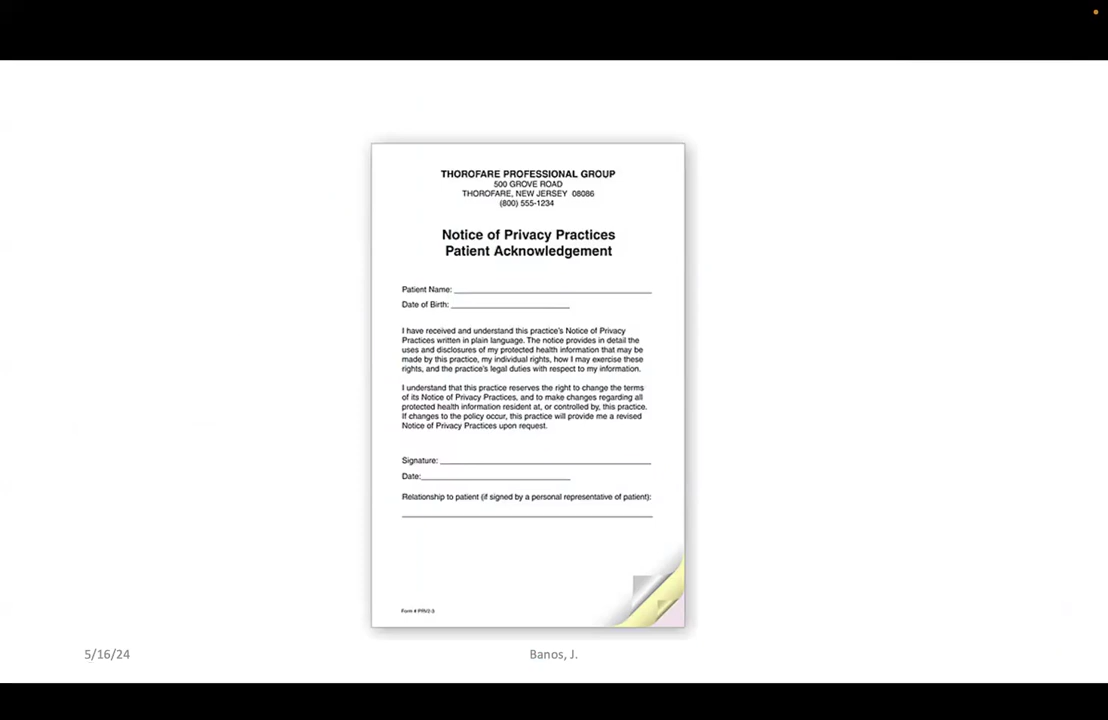 THOROFARE PROFESSIONAL GROUP
500 GROVE ROAD
THOROFARE, NEW JERSEY 08086
(800) 555-1234
Notice of Privacy Practices
Patient Acknowledgement
Patient Name:
Date of Birth:
I have received and understand this practice's Notice of Privacy
Practices written in plain language. The notice provides in detail the
uses and disclosures of my protected health information that may be
made by this practice, my individual rights, how I may exercise these
rights, and the practice's legal duties with respect to my information.
I understand that this practice reserves the right to change the terms
of its Notice of Privacy Practices, and to make changes regarding all
protected health information resident at, or controlled by, this practice.
If changes to the policy occur, this practice will provide me a revised
Notice of Privacy Practices upon request.
Signature:
Date:
Relationship to patient (if signed by a personal representative of patient):
Form #
5/16/24
Banos, J.